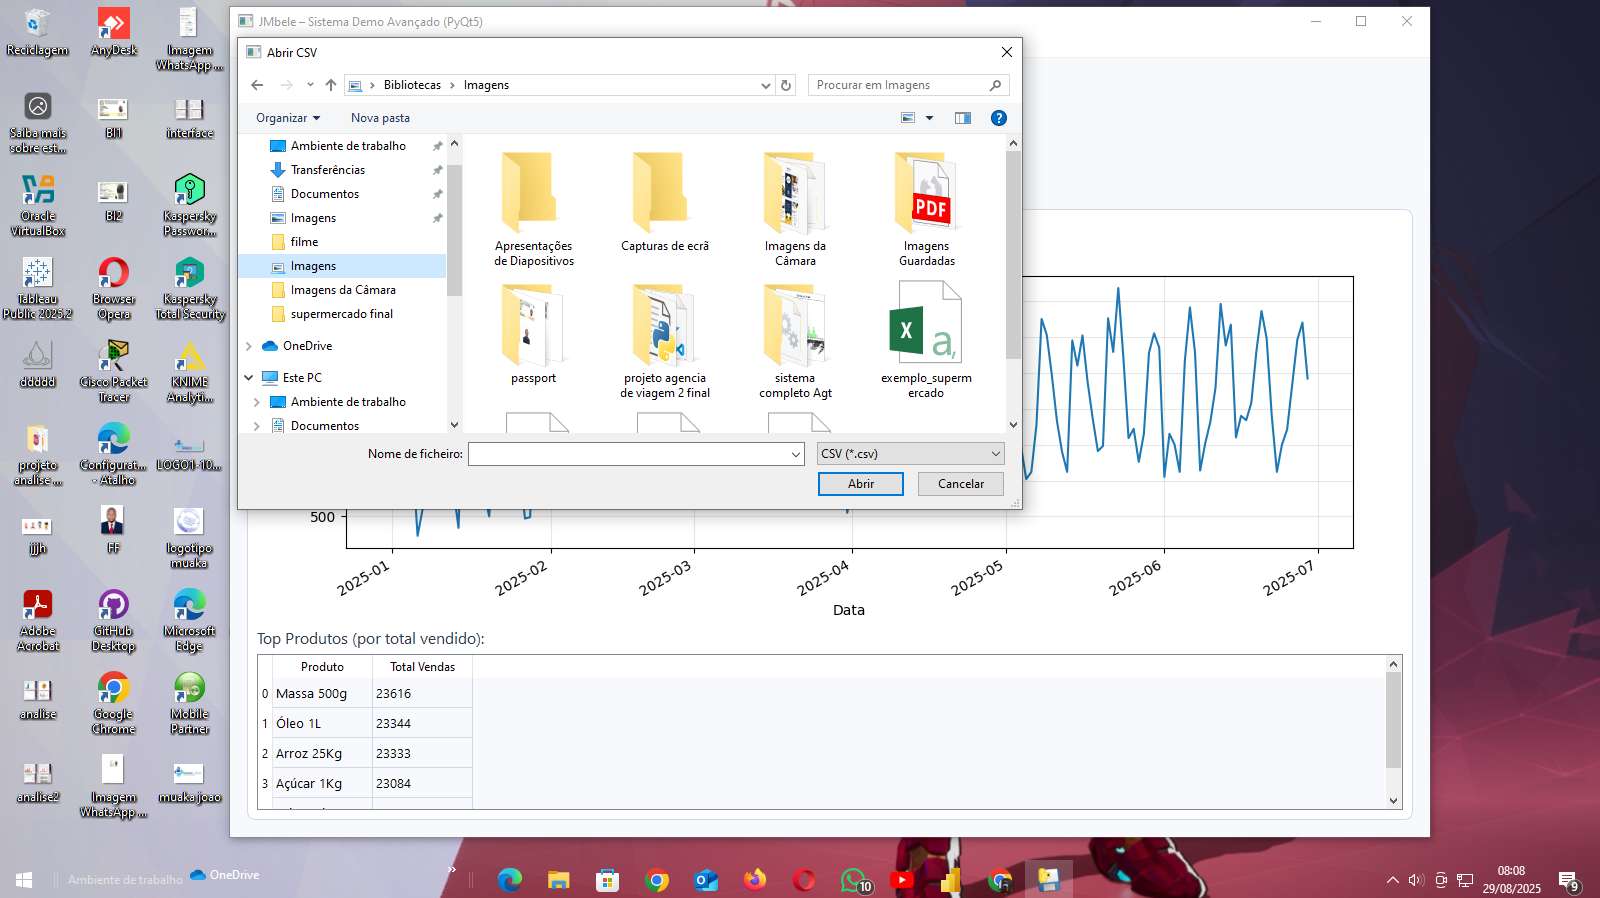 Reciclagem
AnyDesk
Imagem
WhatsApp ...
Saiba mais
sobre est...
BI1
interface
Oracle
VirtualBox
BI2
Kaspersky
Passwor...
Tableau
Public 2025.2
Browser
Opera
Kaspersky
Total Security
ddddd
Cisco Packet
Tracer
KNIME
Analyti...
projeto
analise ...
Configurat...
- Atalho
LOGO1-10...
jjjh
FF
logotipo
muaka
Adobe
Acrobat
GitHub
Desktop
Microsoft
Edge
analise
Google
Chrome
Mobile
Partner
analise2
Imagem
WhatsApp ...
muaka joao
JMbele – Sistema Demo Avançado (PyQt5)
Abrir CSV
Bibliotecas
Imagens
Procurar em Imagens
Organizar
Nova pasta
Ambiente de trabalho
Transferências
Documentos
Imagens
filme
Imagens
Imagens da Câmara
supermercado final
OneDrive
Este PC
Ambiente de trabalho
Documentos
Apresentações
de Diapositivos
Capturas de ecrã
Imagens da
Câmara
PDF
Imagens
Guardadas
passport
projeto agencia
de viagem 2 final
sistema
completo Agt
X
a,
exemplo_superm
ercado
Nome de ficheiro:
CSV (*.csv)
Abrir
Cancelar
500
2025-01
2025-02
2025-03
2025-04
2025-05
2025-06
2025-07
Data
Top Produtos (por total vendido):
Produto Total Vendas
0 Massa 500g 23616
1 Óleo 1L 23344
2 Arroz 25Kg 23333
3 Açúcar 1Kg 23084
Ambiente de trabalho
OneDrive
10
08:08
29/08/2025
9